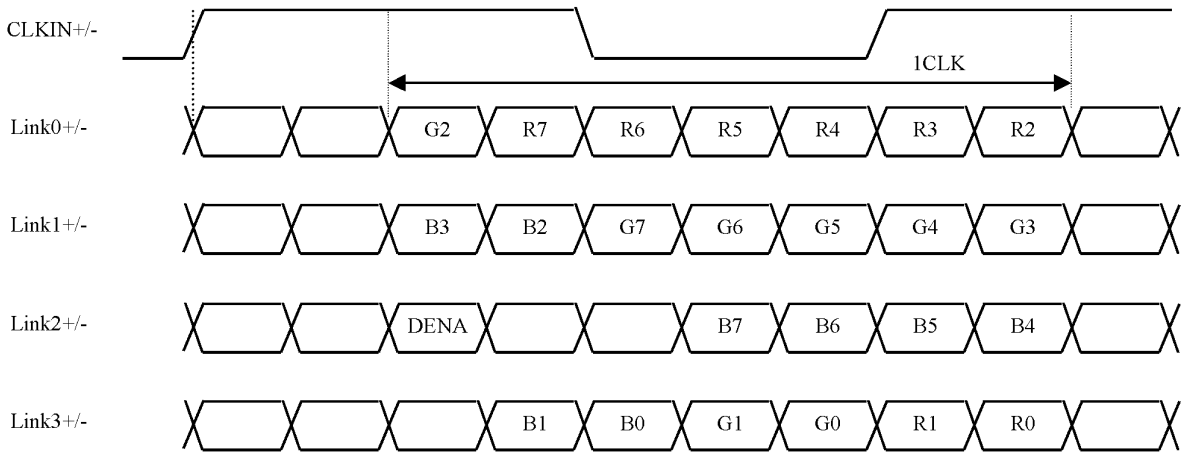 CLKIN+/-
1CLK
Link0+/- G2 R7 R6 R5 R4 R3 R2
Link1+/- B3 B2 G7 G6 G5 G4 G3
Link2+/- DENA B7 B6 B5 B4
Link3+/- B1 B0 G1 G0 R1 R0